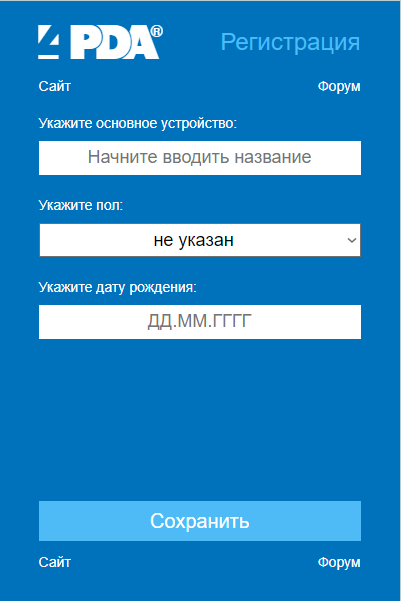 4PDA® Регистрация
Сайт Форум
Укажите основное устройство:
Начните вводить название
Укажите пол:
не указан
Укажите дату рождения:
ДД.ММ.ГГГГ
Сохранить
Сайт Форум